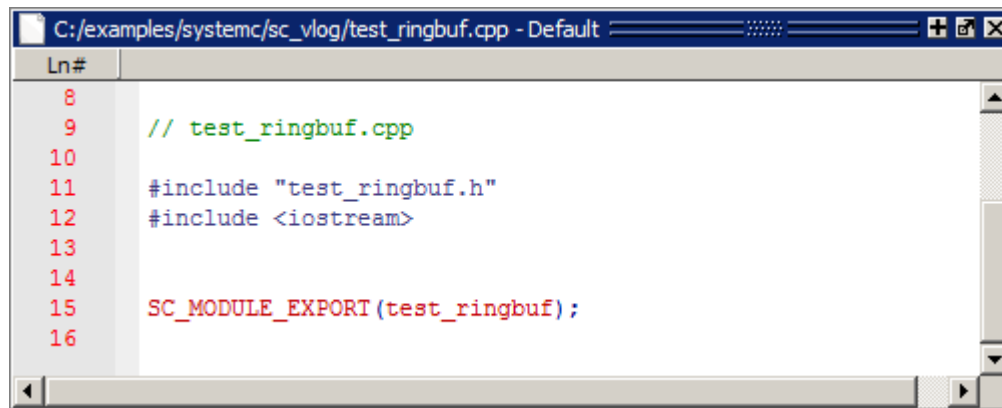 C:/examples/systemc/sc_vlog/test_ringbuf.cpp - Default
Ln#
8
9 // test_ringbuf.cpp
10
11 #include "test_ringbuf.h"
12 #include <iostream>
13
14
15 SC_MODULE_EXPORT(test_ringbuf);
16